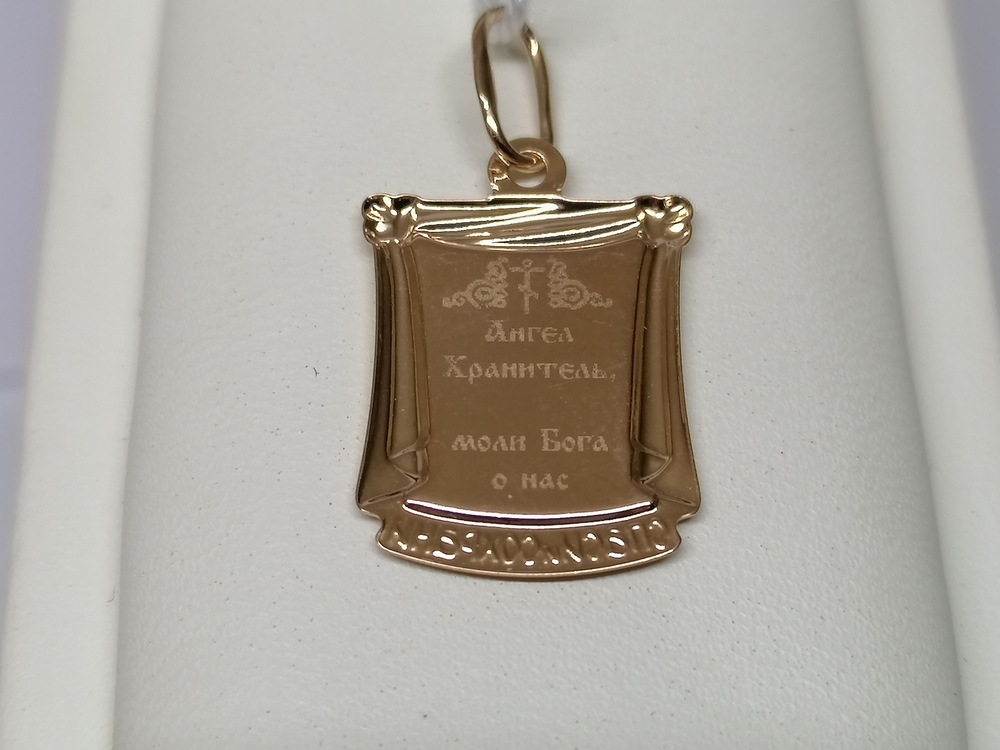 Ангел
Хранитель,
моли Бога
о нас